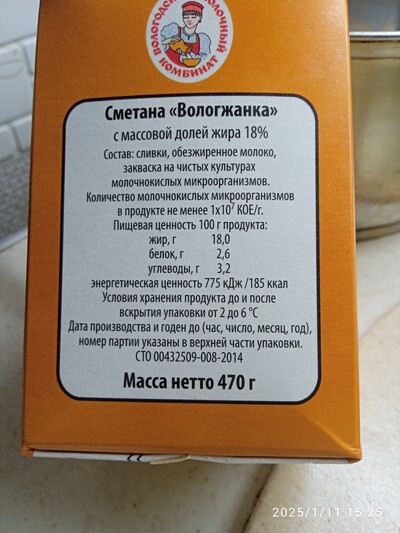 ВОЛОГОДСКИЙ МОЛОЧНЫЙ
КОМБИНАТ
Сметана «Вологжанка»
с массовой долей жира 18%
Состав: сливки, обезжиренное молоко,
закваска на чистых культурах
молочнокислых микроорганизмов.
Количество молочнокислых микроорганизмов
в продукте не менее 1х10⁷ КОЕ/г.
Пищевая ценность 100 г продукта:
жир, г 18,0
белок, г 2,6
углеводы, г 3,2
энергетическая ценность 775 кДж /185 ккал
Условия хранения продукта до и после
вскрытия упаковки от 2 до 6 °С
Дата производства и годен до (час, число, месяц, год),
номер партии указаны в верхней части упаковки.
СТО 00432509-008-2014
Масса нетто 470 г
2025/1/11 15:25